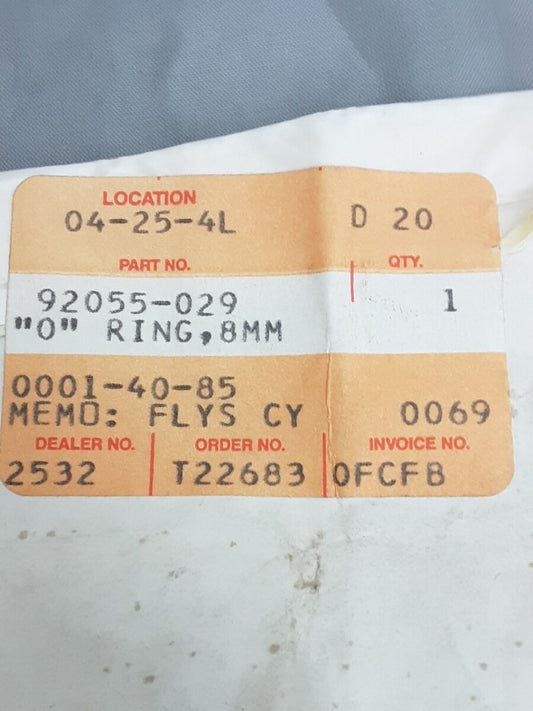 LOCATION
04-25-4L D 20
PART NO. QTY.
92055-029 1
"O" RING,8MM
0001-40-85
MEMO: FLYS CY 0069
DEALER NO. ORDER NO. INVOICE NO.
2532 T22683 0FCFB